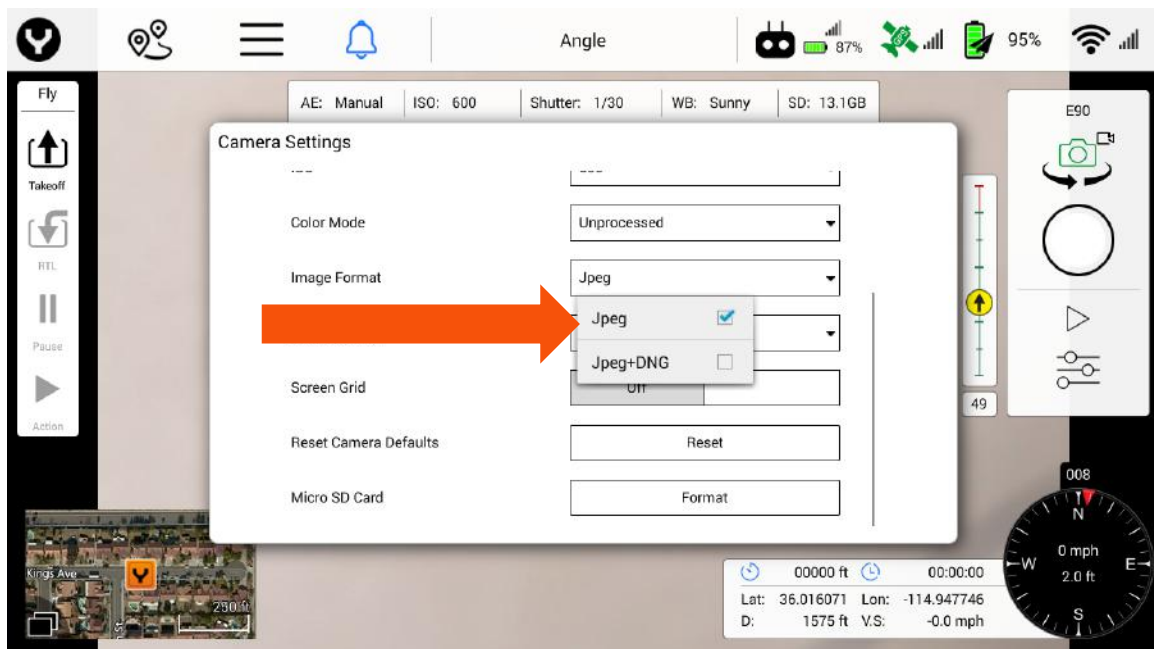 Angle
87%
95%
Fly
Takeoff
RTL
Pause
Action
AE: Manual
ISO: 600
Shutter: 1/30
WB: Sunny
SD: 13.1GB
E90
Camera Settings
Color Mode
Unprocessed
Image Format
Jpeg
Jpeg
Jpeg+DNG
Screen Grid
Off
Reset Camera Defaults
Reset
Micro SD Card
Format
49
008
N
W
E
S
0 mph
2.0 ft
Kings Ave
250 ft
00000 ft
00:00:00
Lat: 36.016071 Lon: -114.947746
D: 1575 ft V.S: -0.0 mph